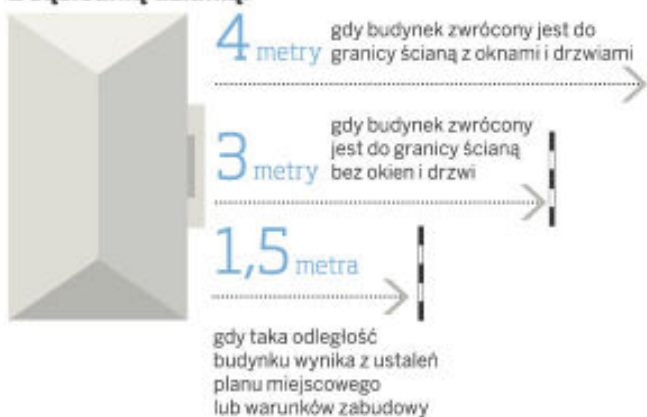 4 metry
gdy budynek zwrócony jest do
granicy ścianą z oknami i drzwiami
3 metry
gdy budynek zwrócony
jest do granicy ścianą
bez okien i drzwi
1,5 metra
gdy taka odległość
budynku wynika z ustaleń
planu miejscowego
lub warunków zabudowy